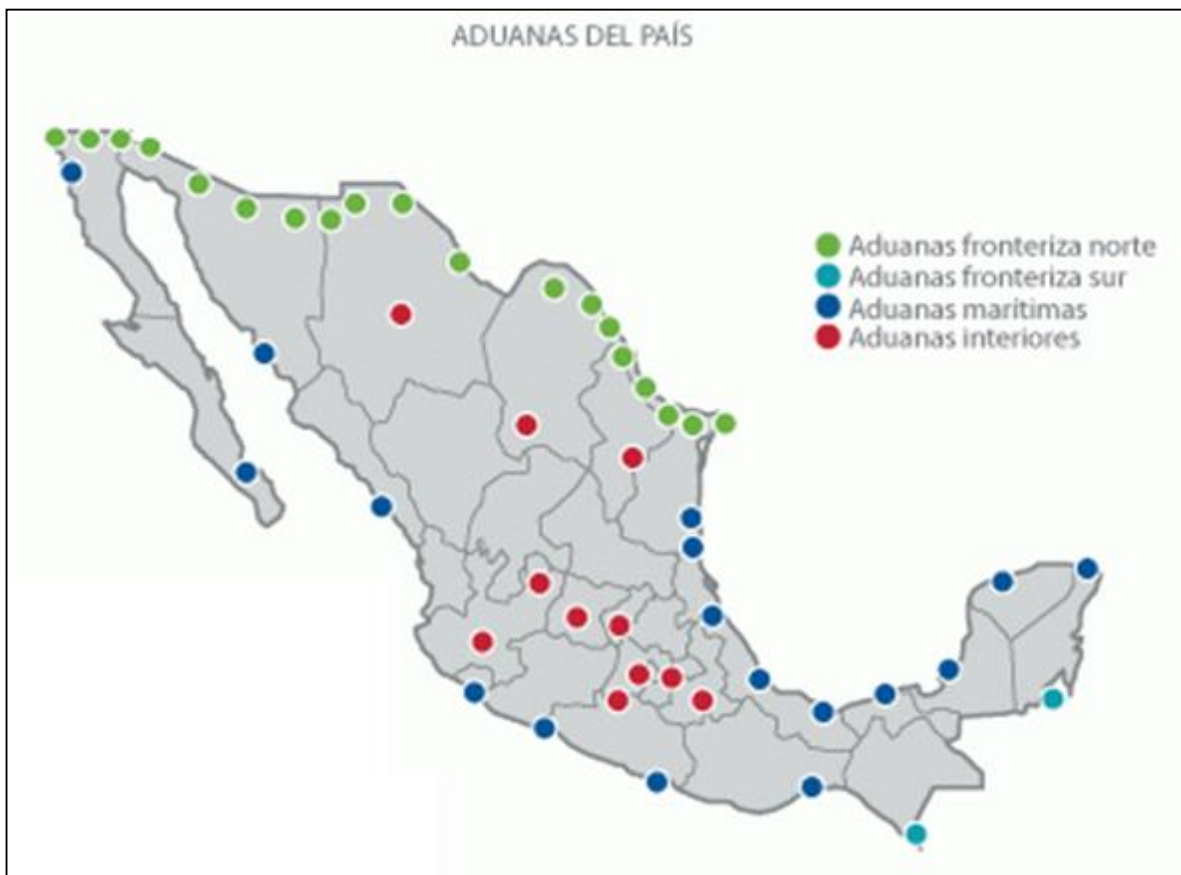 ADUANAS DEL PAÍS
Aduanas fronteriza norte
Aduanas fronteriza sur
Aduanas marítimas
Aduanas interiores